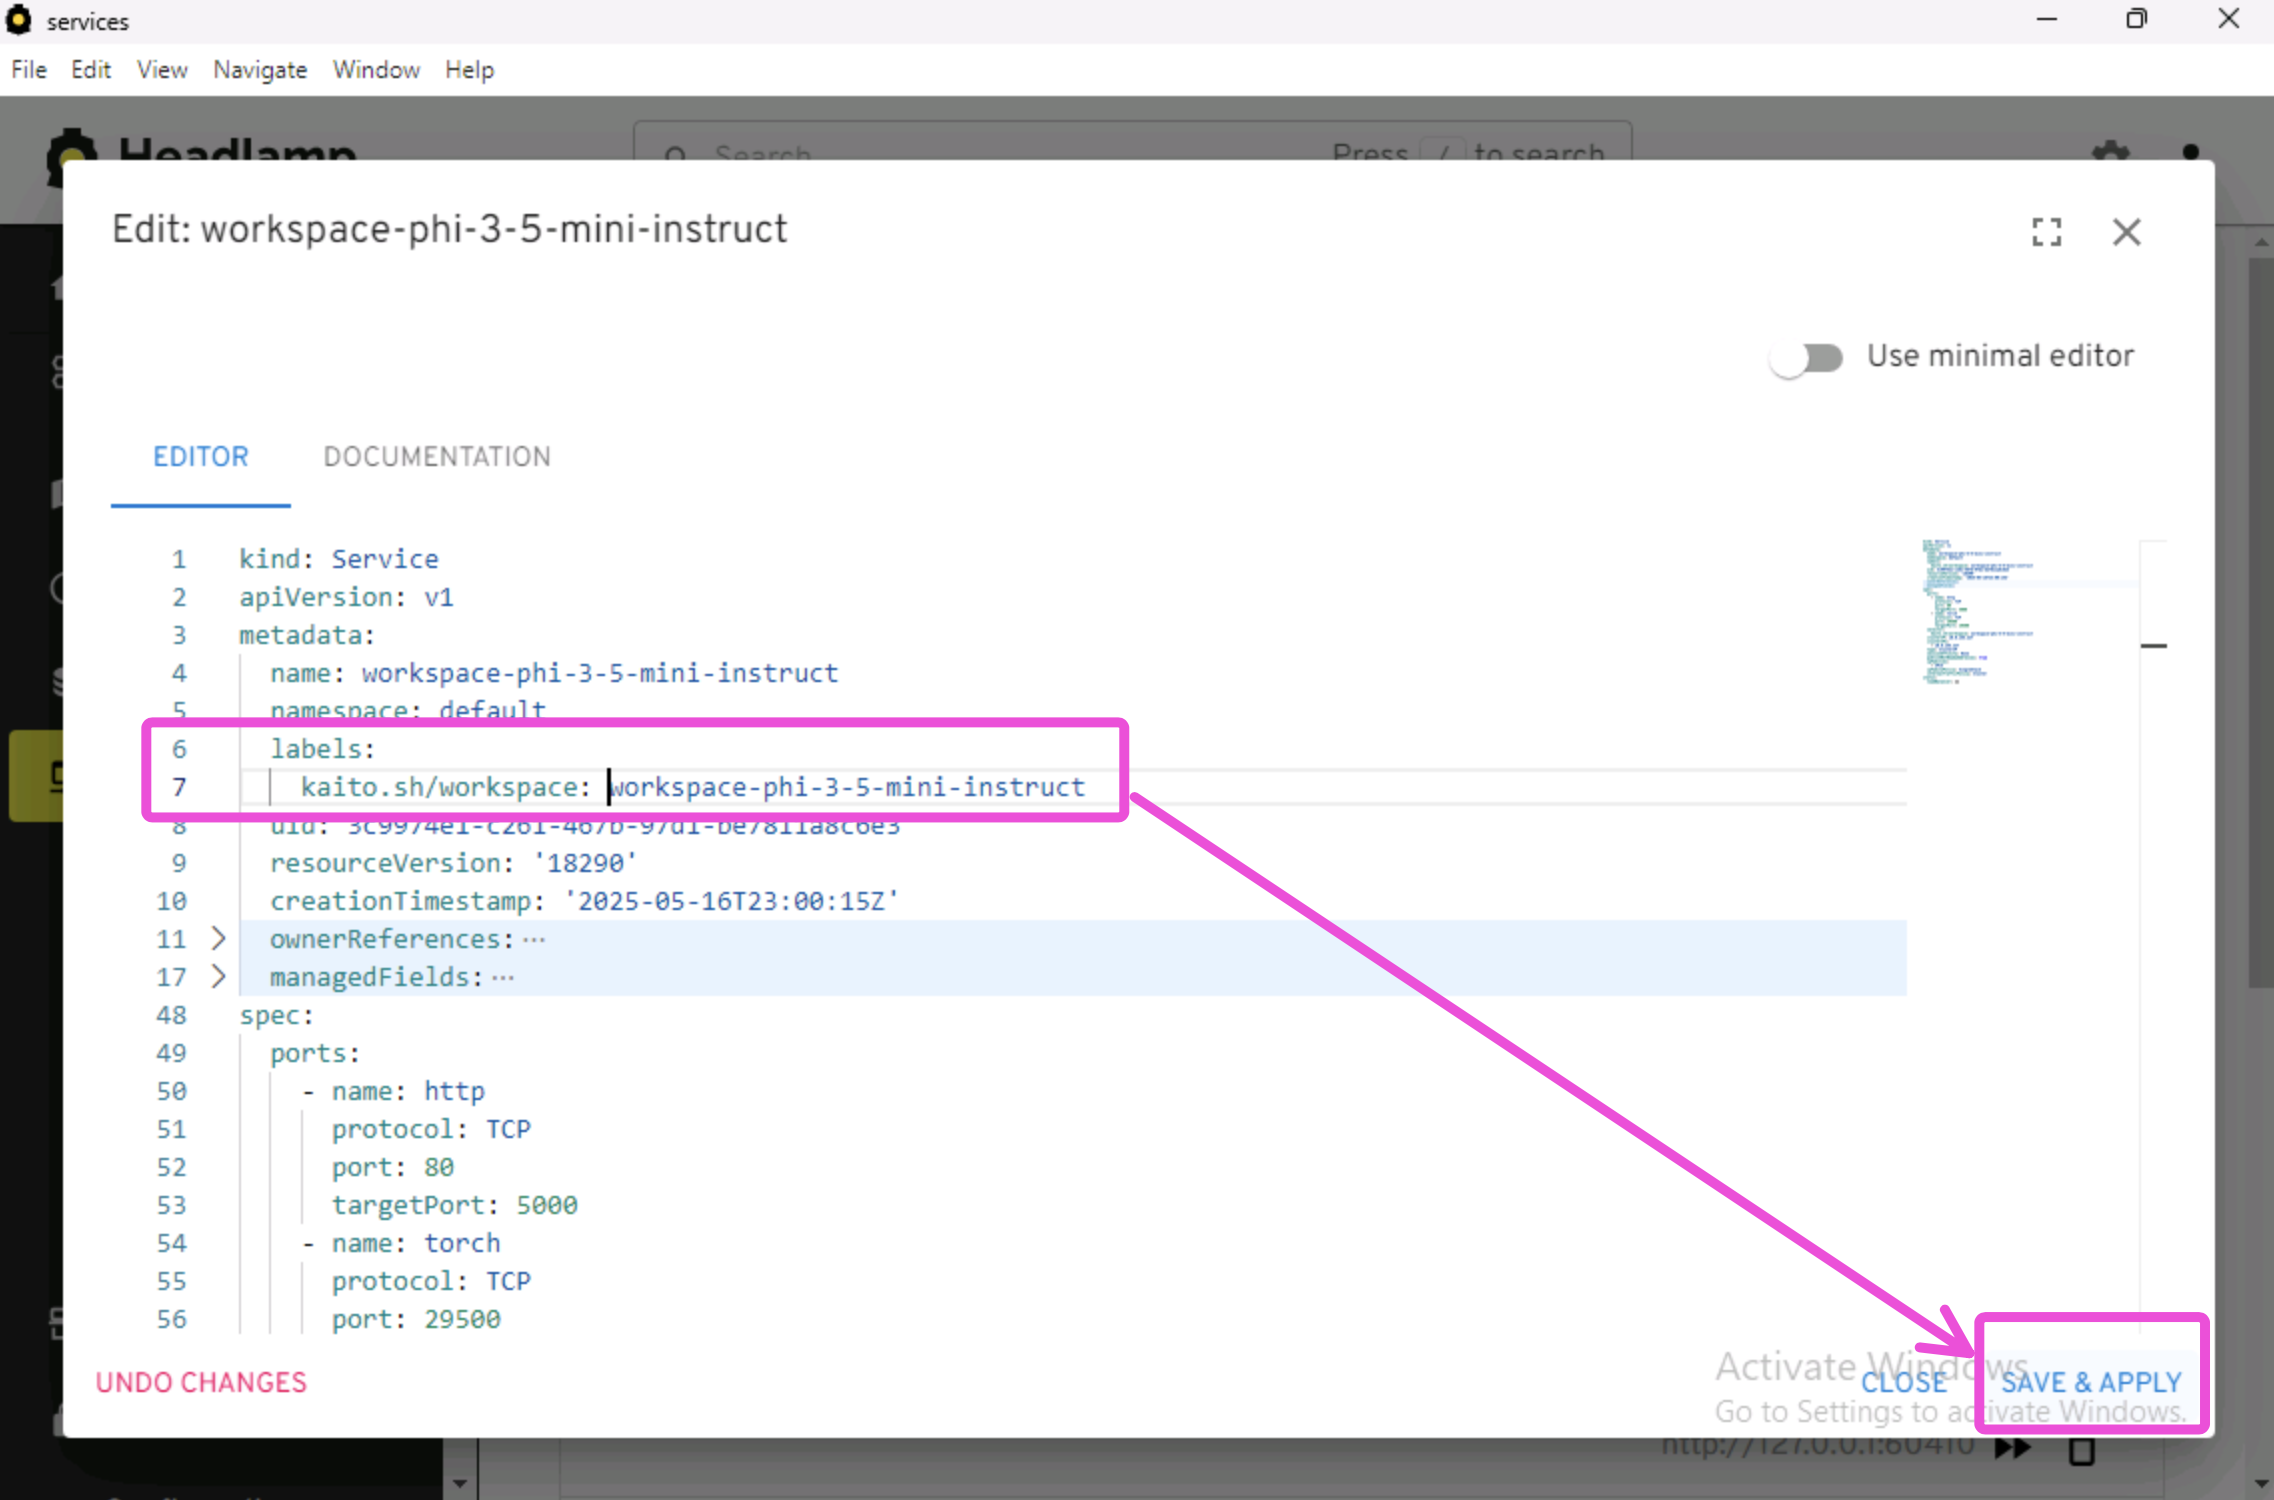 services
File Edit View Navigate Window Help
Headlamp
Search
Press / to search
Edit: workspace-phi-3-5-mini-instruct
Use minimal editor
EDITOR DOCUMENTATION
1 kind: Service
2 apiVersion: v1
3 metadata:
4 name: workspace-phi-3-5-mini-instruct
5 namespace: default
6 labels:
7 kaito.sh/workspace: workspace-phi-3-5-mini-instruct
8 uid: 3c9974e1-c261-467b-97d1-be7811a8c6e3
9 resourceVersion: '18290'
10 creationTimestamp: '2025-05-16T23:00:15Z'
11 ownerReferences: ···
17 managedFields: ···
48 spec:
49 ports:
50 - name: http
51 protocol: TCP
52 port: 80
53 targetPort: 5000
54 - name: torch
55 protocol: TCP
56 port: 29500
UNDO CHANGES
CLOSE
SAVE & APPLY
Activate Windows
Go to Settings to activate Windows.
http://127.0.0.1:60410